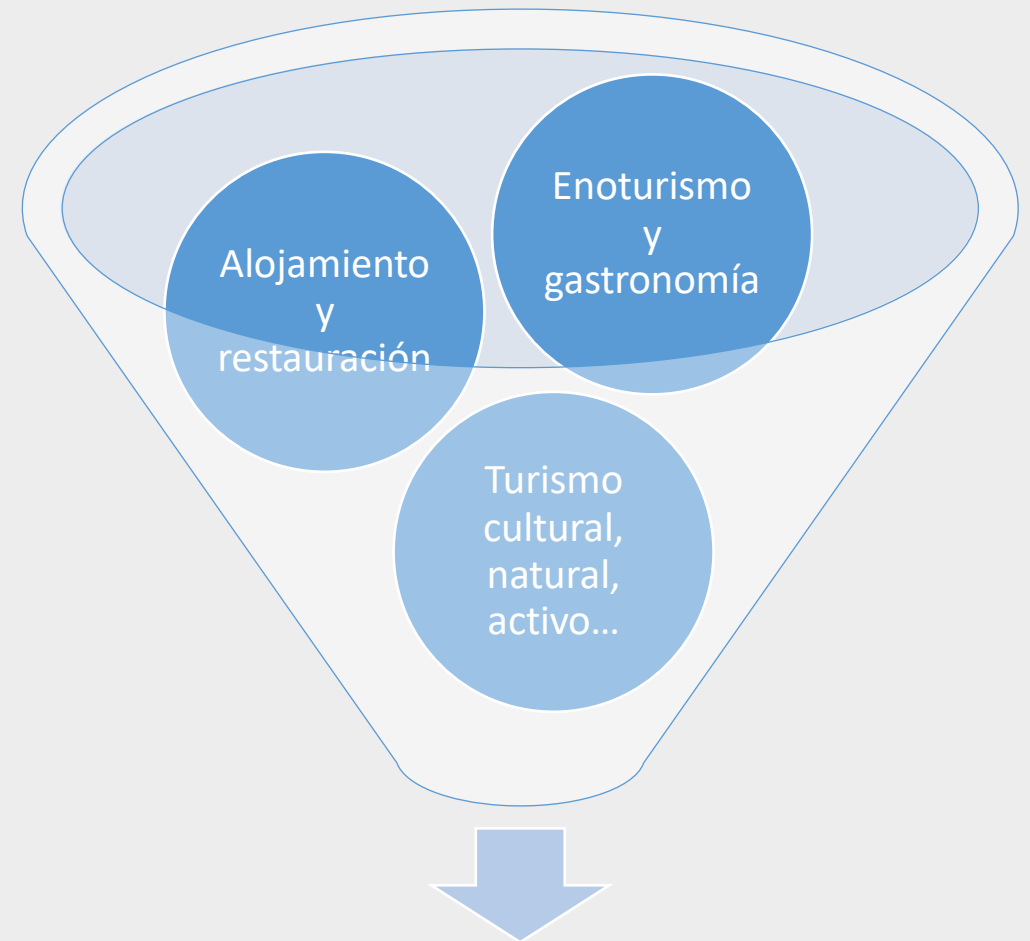 Enoturismo
y
gastronomía
Alojamiento
y
restauración
Turismo
cultural,
natural,
activo…